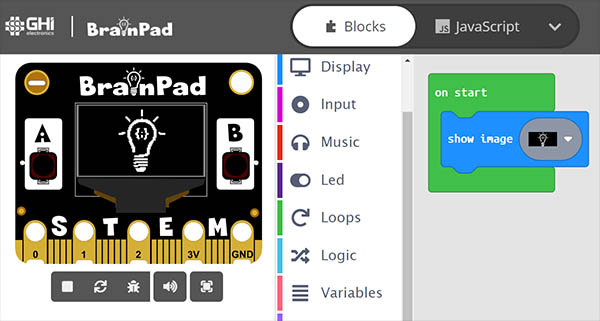 GHI
electronics
BrainPad
Blocks
JS
JavaScript
BrainPad
A
B
S T E M
0 1 2 3V GND
Display
Input
Music
Led
Loops
Logic
Variables
on start
show image